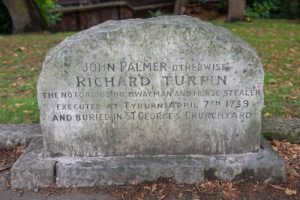 JOHN PALMER OTHERWISE
RICHARD TURPIN
THE NOTORIOUS HIGHWAYMAN AND HORSE STEALER
EXECUTED AT TYBURN APRIL 7TH 1739
AND BURIED IN ST GEORGE'S CHURCHYARD